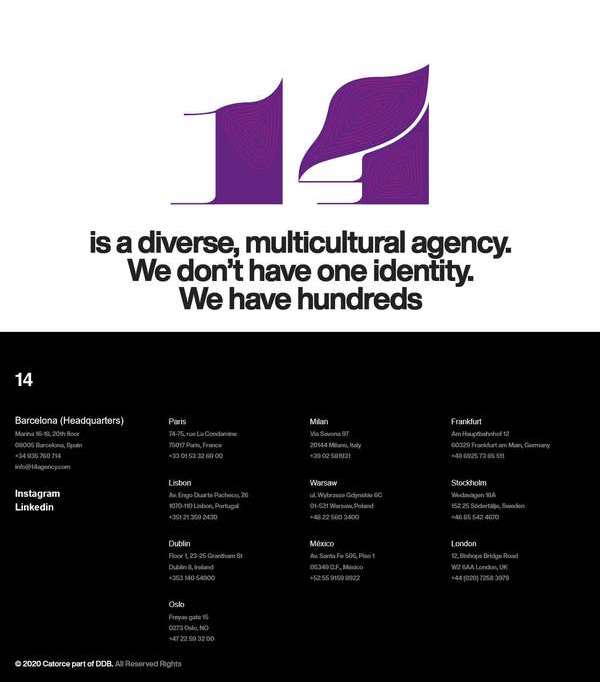 14
is a diverse, multicultural agency.
We don't have one identity.
We have hundreds
14
Barcelona (Headquarters)
Marina 16-18, 20th floor
08005 Barcelona, Spain
+34 935 760 714
info@14agency.com
Instagram
Linkedin
Paris
74-75, rue La Condamine
75017 Paris, France
+33 01 53 32 69 00
Lisbon
Av. Engo Duarte Pacheco, 26
1070-110 Lisbon, Portugal
+351 21 359 2430
Dublin
Floor 1, 23-25 Grantham St
Dublin 8, Ireland
+353 140 54900
Oslo
Frøyas gate 15
0273 Oslo, NO
+47 22 59 32 00
Milan
Via Savona 97
20144 Milano, Italy
+39 02 581931
Warsaw
ul. Wybrzeże Gdyńskie 6C
01-531 Warsaw, Poland
+48 22 560 3400
México
Av. Santa Fe 505, Piso 1
05349 D.F., México
+52 55 9159 8922
Frankfurt
Am Hauptbahnhof 12
60329 Frankfurt am Main, Germany
+49 6925 73 65 511
Stockholm
Wedavägen 18A
152 25 Södertälje, Sweden
+46 85 542 4670
London
12, Bishops Bridge Road
W2 6AA London, UK
+44 (020) 7258 3979
© 2020 Catorce part of DDB. All Reserved Rights